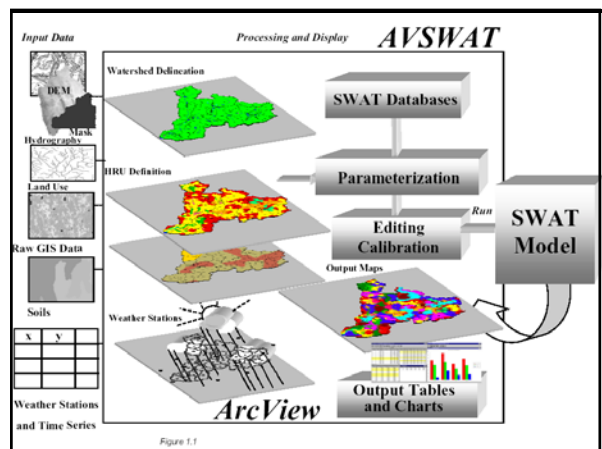 Input Data
Processing and Display
AVSWAT
Watershed Delineation
DEM
Mask
Hydrography
HRU Definition
Land Use
Raw GIS Data
Soils
Weather Stations
x y
Weather Stations
and Time Series
SWAT Databases
Parameterization
Editing
Calibration
Run
SWAT
Model
Output Maps
Output Tables
and Charts
ArcView
Figure 1.1